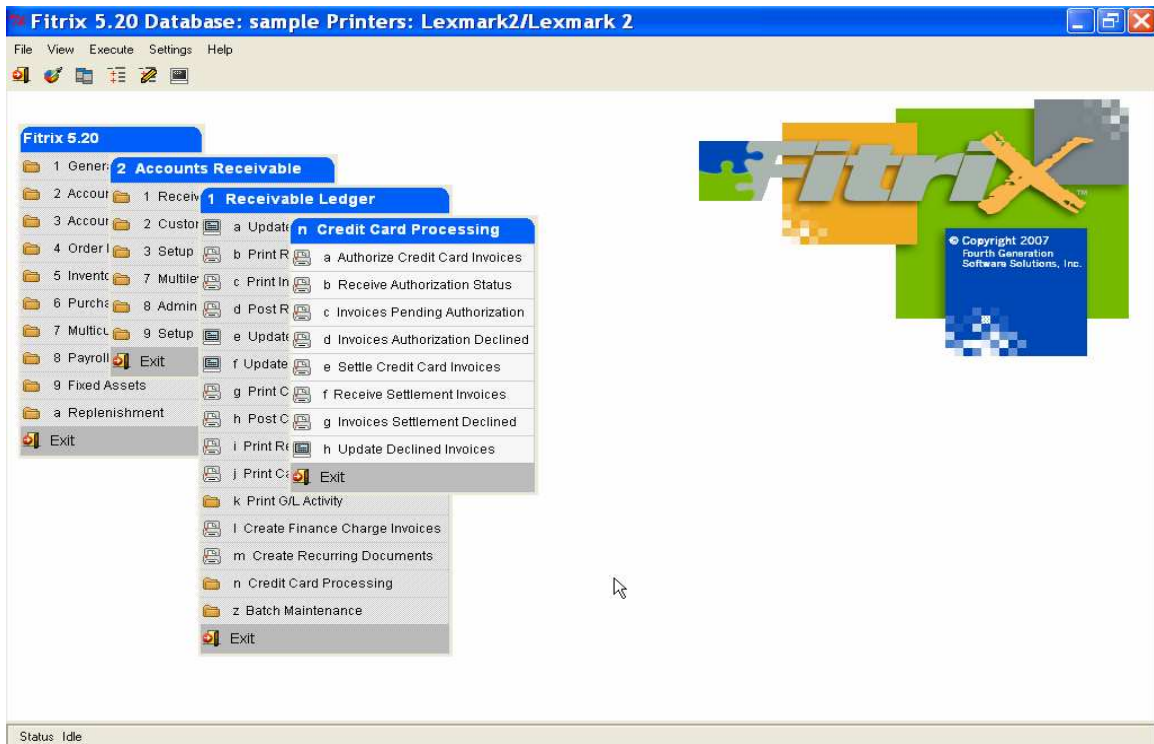 Fitrix 5.20 Database: sample Printers: Lexmark2/Lexmark 2
File View Execute Settings Help
FitriX
TM
© Copyright 2007
Fourth Generation
Software Solutions, Inc.
Fitrix 5.20
1 Genera
2 Accour
3 Accour
4 Order I
5 Invento
6 Purcha
7 Multicu
8 Payroll
9 Fixed Assets
a Replenishment
Exit
2 Accounts Receivable
1 Receiv
2 Custor
3 Setup
7 Multile
8 Admin
9 Setup
Exit
1 Receivable Ledger
a Update
b Print R
c Print In
d Post R
e Update
f Update
g Print C
h Post C
i Print Re
j Print Ca
k Print G/L Activity
l Create Finance Charge Invoices
m Create Recurring Documents
n Credit Card Processing
z Batch Maintenance
Exit
n Credit Card Processing
a Authorize Credit Card Invoices
b Receive Authorization Status
c Invoices Pending Authorization
d Invoices Authorization Declined
e Settle Credit Card Invoices
f Receive Settlement Invoices
g Invoices Settlement Declined
h Update Declined Invoices
Exit
Status Idle